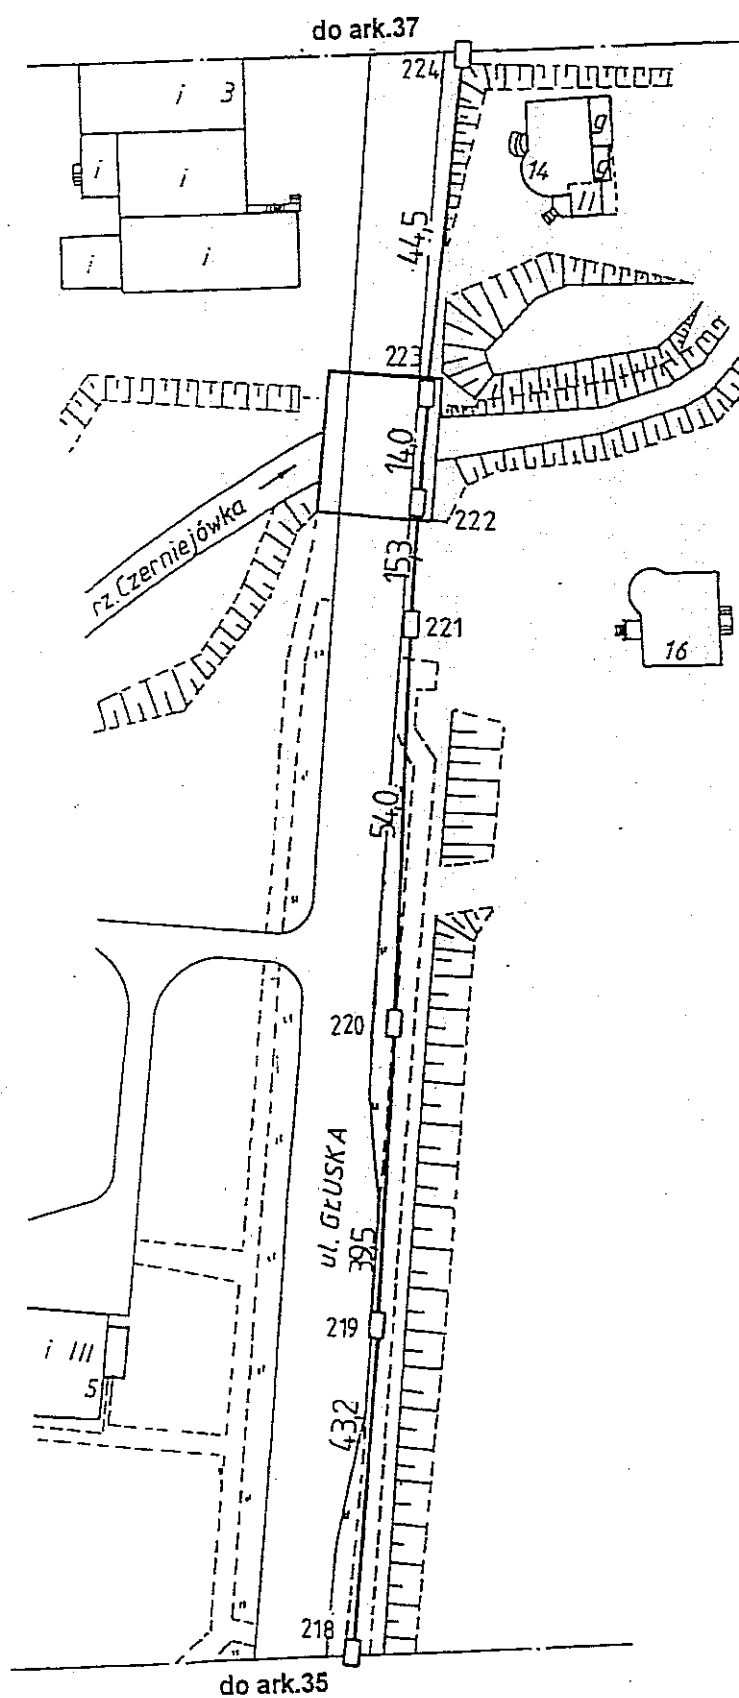 do ark.37
224
i 3
i
i
i
i
g
g
14
II
44,5
223
14,0
222
rz.Czerniejówka
153
221
16
54,0
220
ul. GŁUSKA
39,5
219
i III
5
43,2
218
do ark.35